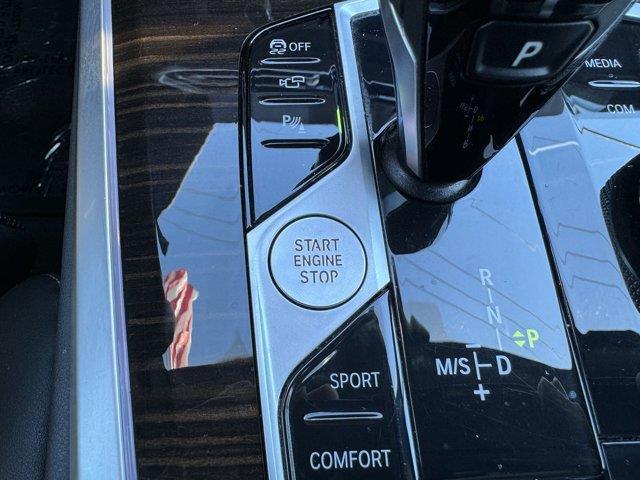 OFF
P
MEDIA
COM
P
START
ENGINE
STOP
R
N
P
M/S D
+
SPORT
COMFORT